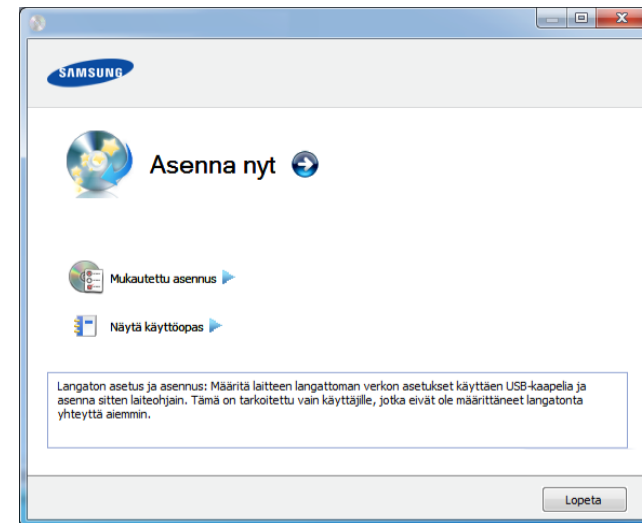 SAMSUNG
Asenna nyt
Mukautettu asennus
Näytä käyttöopas
Langaton asetus ja asennus: Määritä laitteen langattoman verkon asetukset käyttäen USB-kaapelia ja
asenna sitten laiteohjain. Tämä on tarkoitettu vain käyttäjille, jotka eivät ole määrittäneet langatonta
yhteyttä aiemmin.
Lopeta